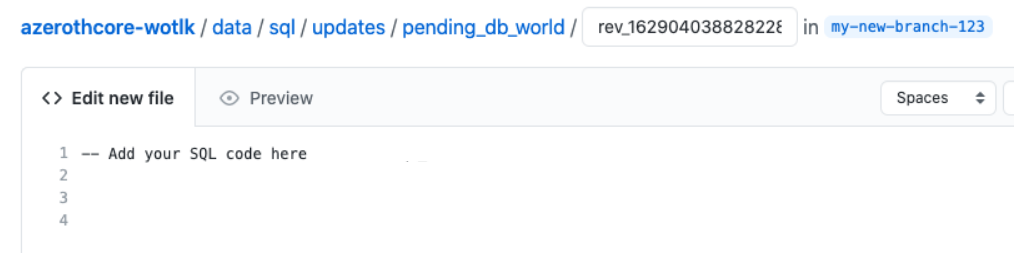 azerothcore-wotlk / data / sql / updates / pending_db_world / rev_16290403882822 in my-new-branch-123
<> Edit new file Preview Spaces
1 -- Add your SQL code here
2
3
4